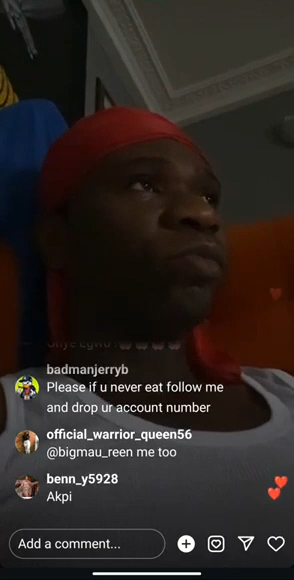 badmanjerryb
Please if u never eat follow me
and drop ur account number
official_warrior_queen56
@bigmau_reen me too
benn_y5928
Akpi
Add a comment...